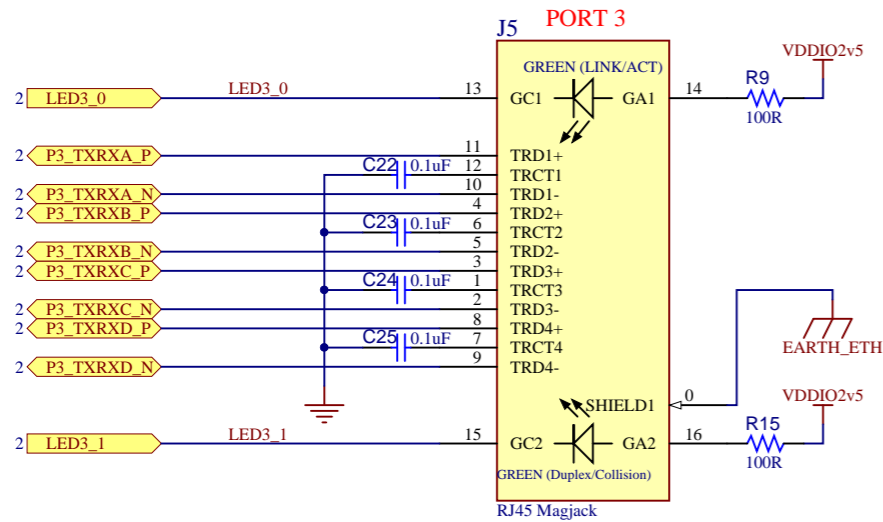 PORT 3
J5
VDDIO2v5
GREEN (LINK/ACT)
R9
2 LED3_0 LED3_0 13 GC1 GA1 14
100R
2 P3_TXRXA_P 11 TRD1+
C22 0.1uF 12 TRCT1
2 P3_TXRXA_N 10 TRD1-
2 P3_TXRXB_P 4 TRD2+
C23 0.1uF 6 TRCT2
2 P3_TXRXB_N 5 TRD2-
2 P3_TXRXC_P 3 TRD3+
C24 0.1uF 1 TRCT3
2 P3_TXRXC_N 2 TRD3-
2 P3_TXRXD_P 8 TRD4+
C25 0.1uF 7 TRCT4
EARTH_ETH
2 P3_TXRXD_N 9 TRD4-
SHIELD1 0
VDDIO2v5
R15
2 LED3_1 LED3_1 15 GC2 GA2 16
100R
GREEN (Duplex/Collision)
RJ45 Magjack